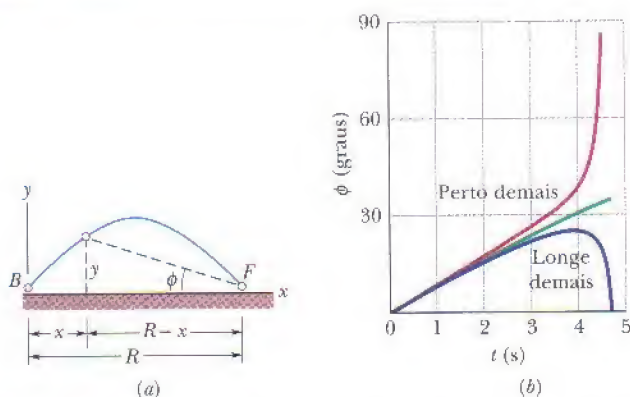 y
B
y
ϕ
F
x
x
R − x
R
(a)
90
60
30
0
ϕ (graus)
Perto demais
Longe
demais
0 1 2 3 4 5
t (s)
(b)